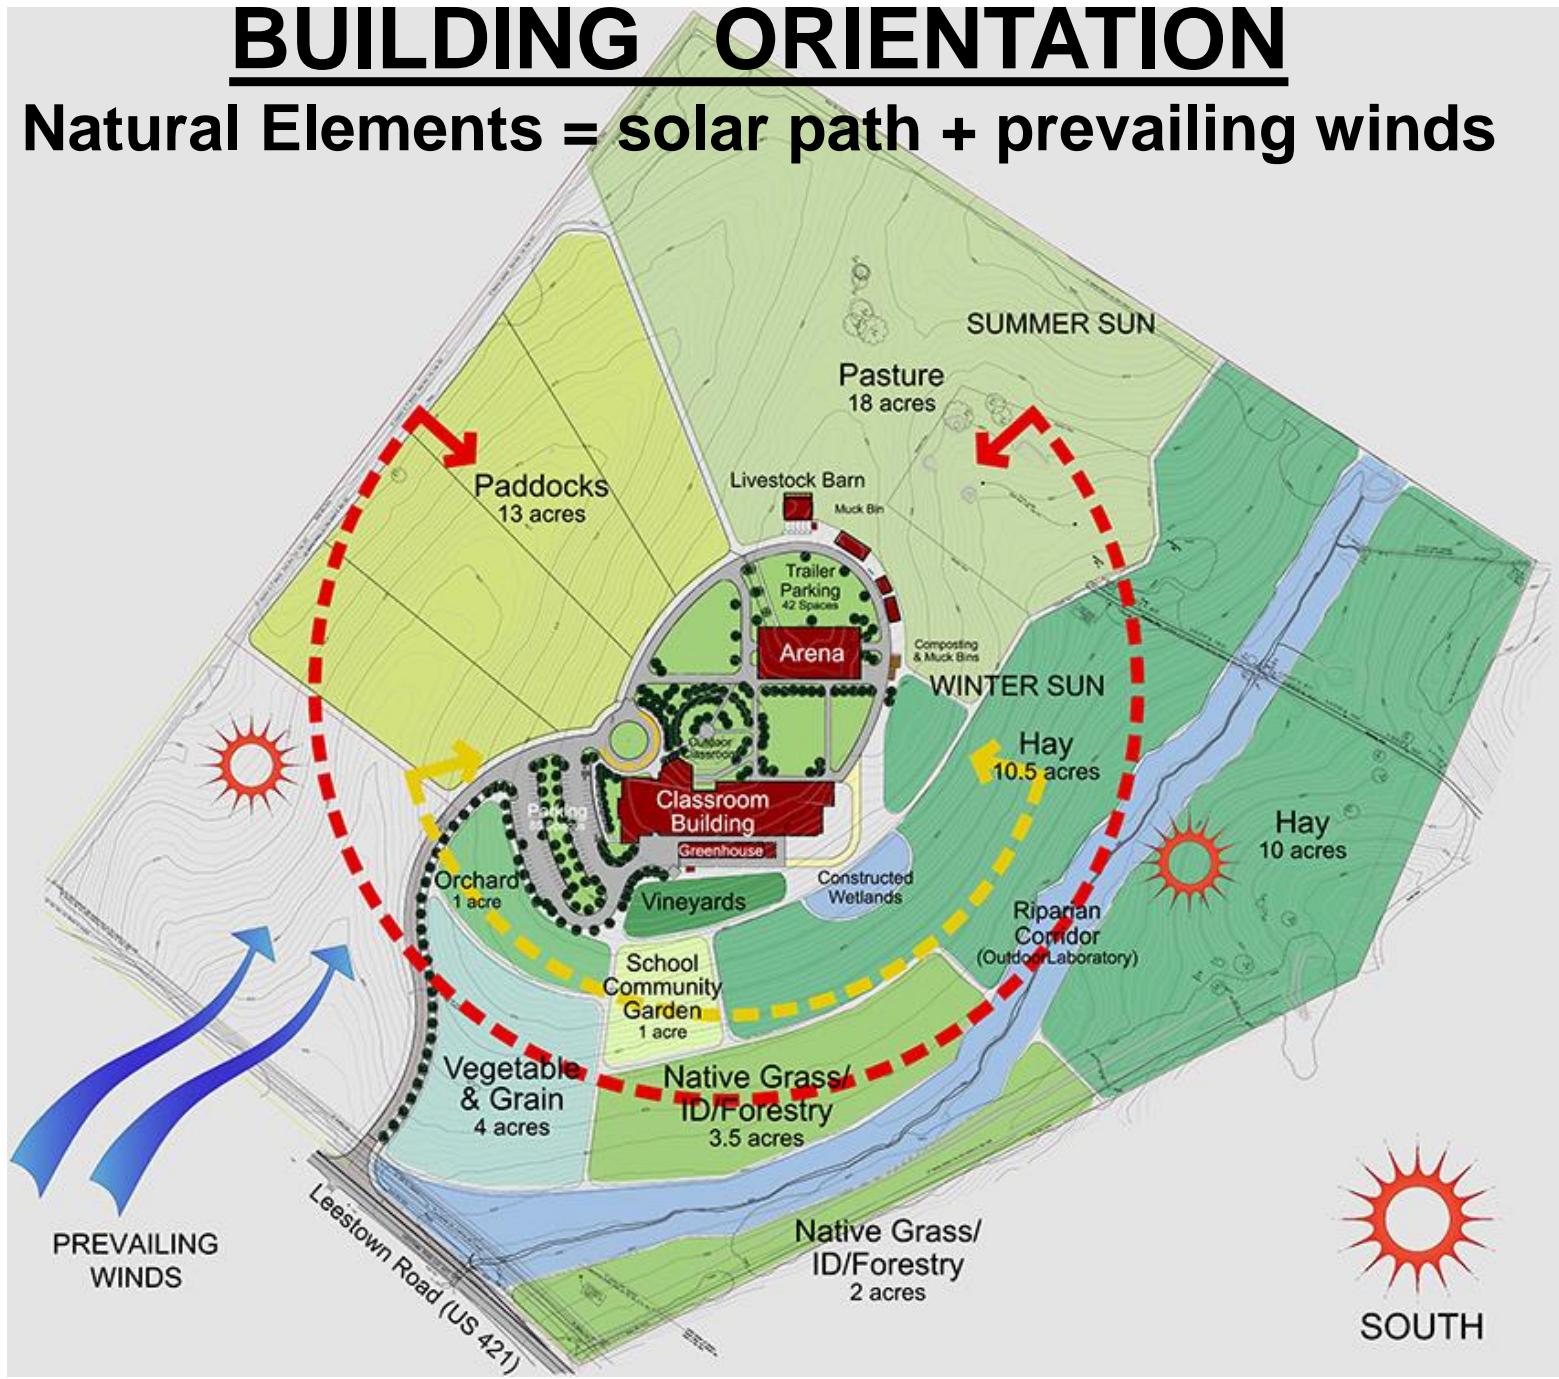 BUILDING ORIENTATION
Natural Elements = solar path + prevailing winds
SUMMER SUN
Pasture
18 acres
Paddocks
13 acres
Livestock Barn
Muck Bin
Trailer
Parking
42 Spaces
Arena
Composting
& Muck Bins
WINTER SUN
Hay
10.5 acres
Outdoor
Classroom
Classroom
Building
Greenhouse
Parking
Hay
10 acres
Orchard
1 acre
Vineyards
Constructed
Wetlands
Riparian
Corridor
(OutdoorLaboratory)
School
Community
Garden
1 acre
Vegetable
& Grain
4 acres
Native Grass/
ID/Forestry
3.5 acres
PREVAILING
WINDS
Leestown Road (US 421)
Native Grass/
ID/Forestry
2 acres
SOUTH